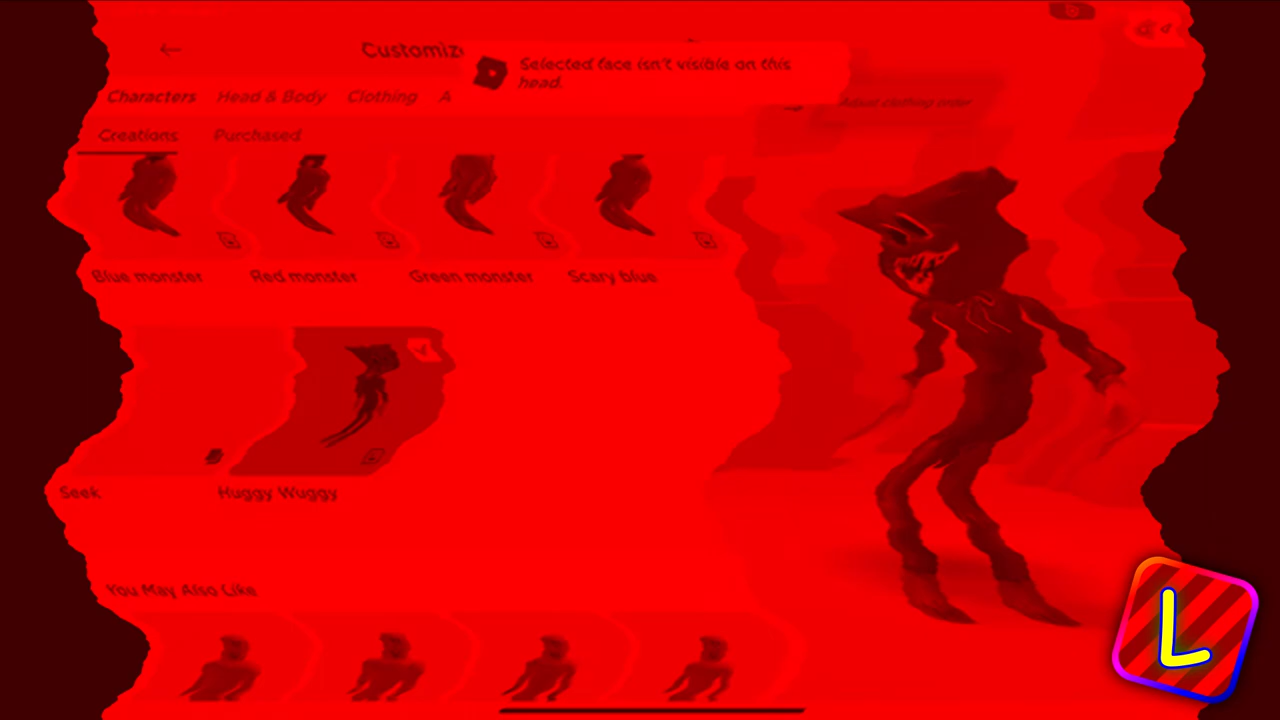 Customize
Selected face isn't visible on this
head.
Characters Head & Body Clothing A
Adjust clothing order
Creations Purchased
Blue monster Red monster Green monster Scary blue
Seek Huggy Wuggy
You May Also Like
L